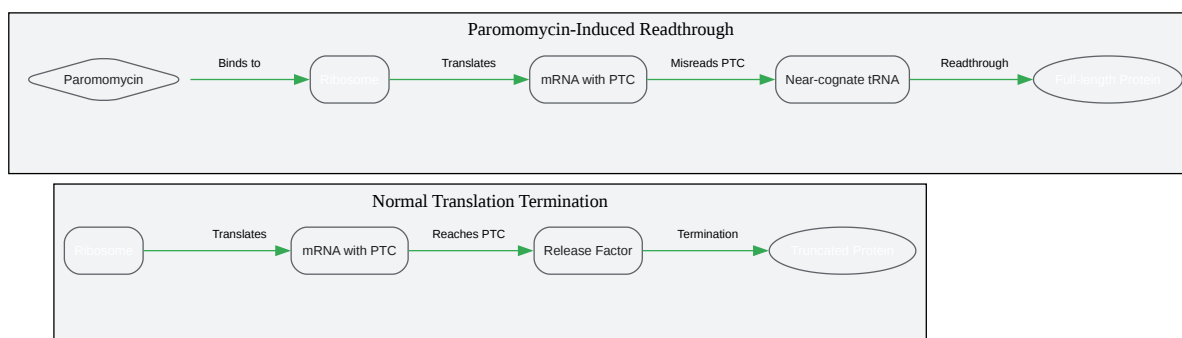 Paromomycin-Induced Readthrough
Paromomycin
Binds to
Ribosome
Translates
mRNA with PTC
Misreads PTC
Near-cognate tRNA
Readthrough
Full-length Protein
Normal Translation Termination
Ribosome
Translates
mRNA with PTC
Reaches PTC
Release Factor
Termination
Truncated Protein